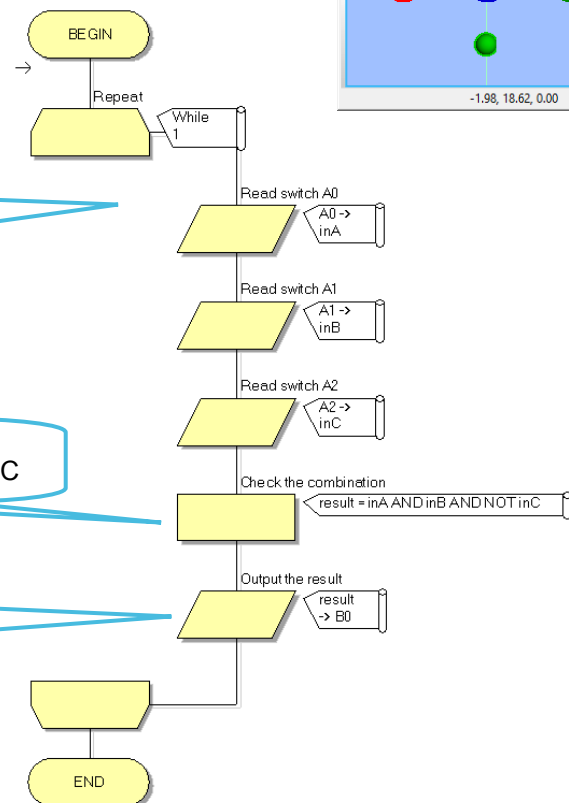 BEGIN
-1.98, 18.62, 0.00
Repeat
While
1
Read switch A0
A0 ->
inA
Read switch A1
A1 ->
inB
Read switch A2
A2 ->
inC
C
Check the combination
result = inA AND inB AND NOT inC
Output the result
result
-> B0
END